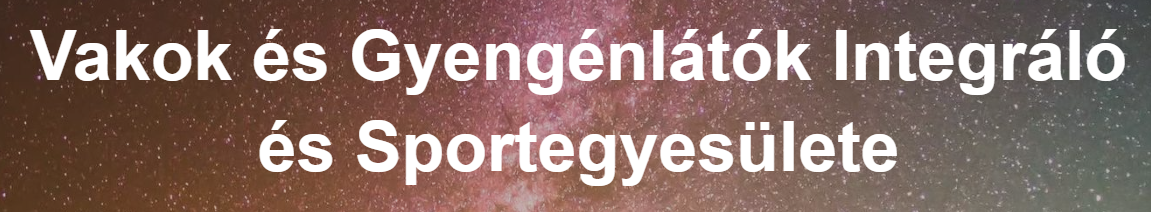 Vakok és Gyengénlátók Integráló
és Sportegyesülete